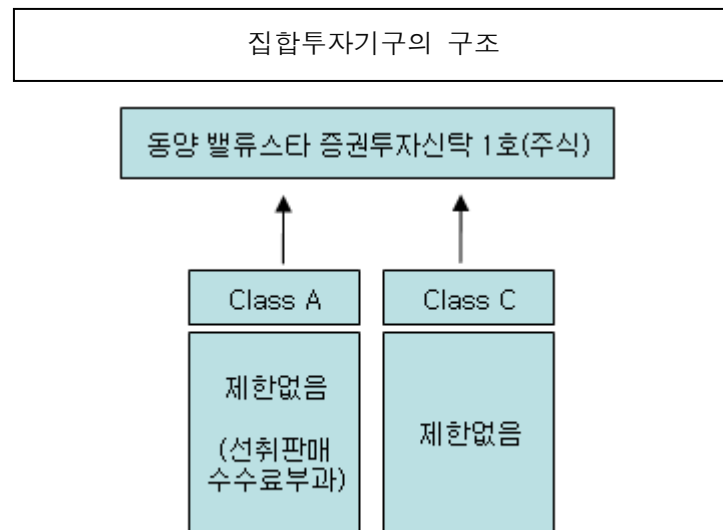 집합투자기구의 구조
동양 밸류스타 증권투자신탁 1호(주식)
Class A
제한없음
(선취판매
수수료부과)
Class C
제한없음